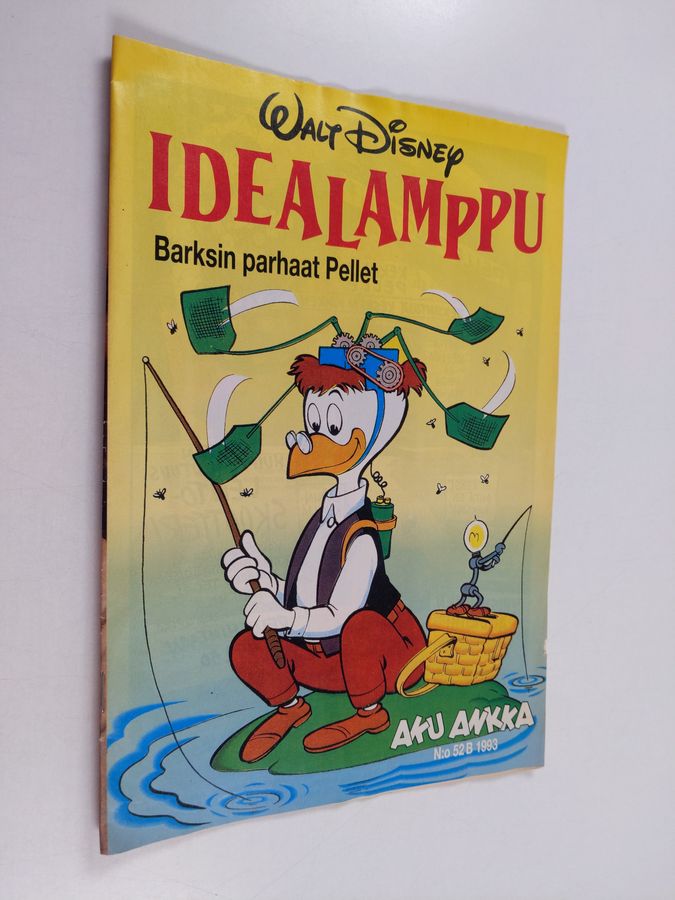 WALT DISNEY
IDEALAMPPU
Barksin parhaat Pellet
AKU ANKKA
N:o 52 B 1993